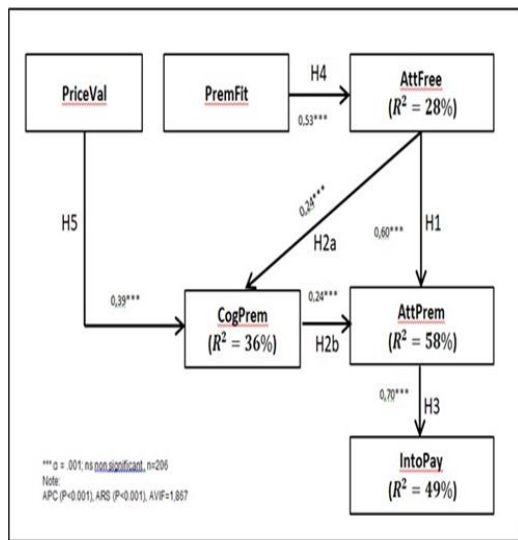 H4
PriceVal
PremFit
AttFree
(R² = 28%)
0,53***
0,24***
H5
H2a
0,60***
H1
0,39***
CogPrem
(R² = 36%)
0,24***
H2b
AttPrem
(R² = 58%)
0,70***
H3
*** α = .001; ns non significant, n=206
Note:
APC (P<0.001), ARS (P<0.001), AVIF=1,867
IntoPay
(R² = 49%)